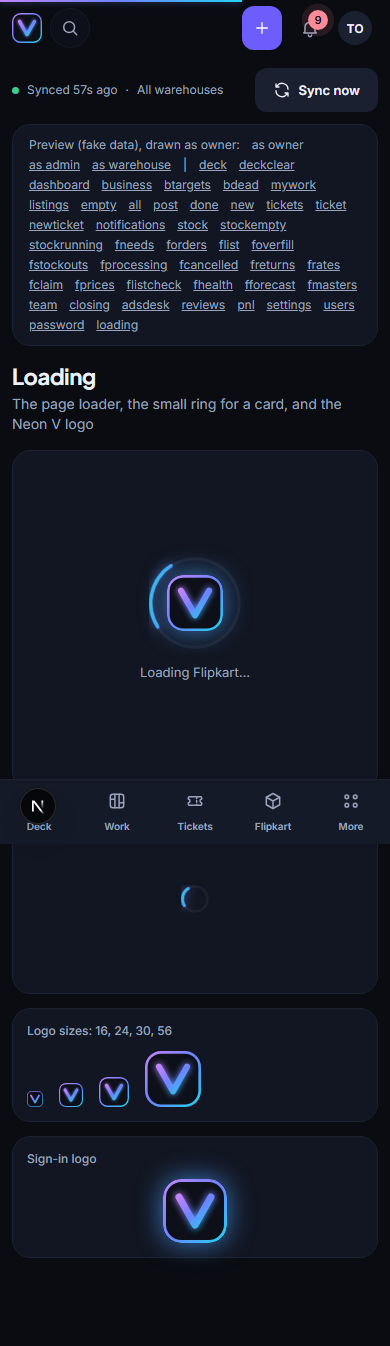 9
TO
Synced 57s ago · All warehouses
Sync now
Preview (fake data), drawn as owner: as owner
as admin as warehouse | deck deckclear
dashboard business btargets bdead mywork
listings empty all post done new tickets ticket
newticket notifications stock stockempty
stockrunning fneeds forders flist foverfill
fstockouts fprocessing fcancelled freturns frates
fclaim fprices flistcheck fhealth fforecast fmasters
team closing adsdesk reviews pnl settings users
password loading
Loading
The page loader, the small ring for a card, and the
Neon V logo
Loading Flipkart...
N
Deck Work Tickets Flipkart More
Logo sizes: 16, 24, 30, 56
Sign-in logo